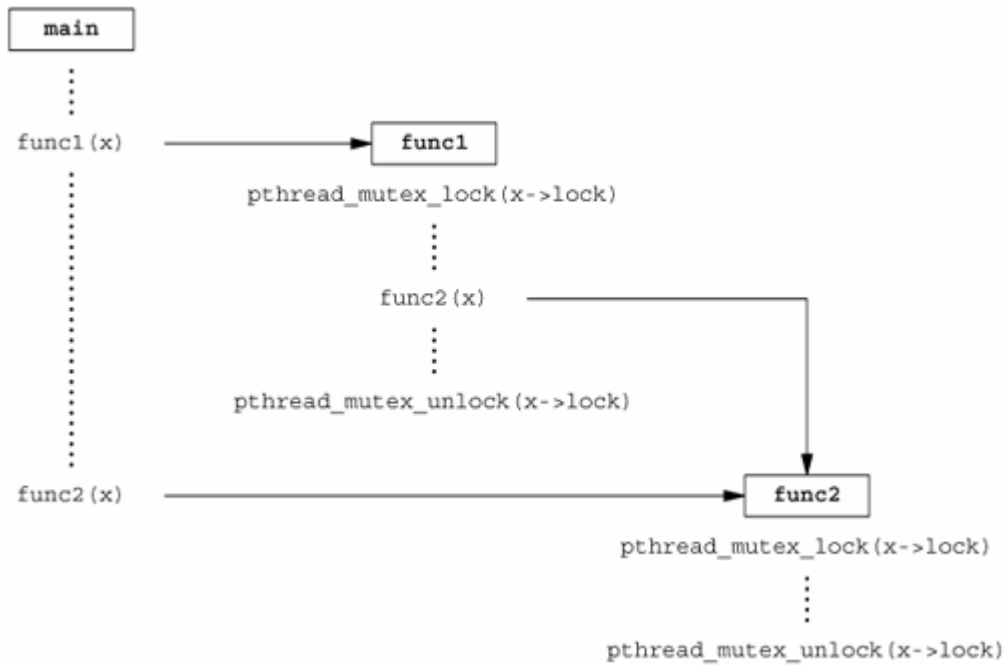 main
func1(x)
func1
pthread_mutex_lock(x->lock)
func2(x)
pthread_mutex_unlock(x->lock)
func2(x)
func2
pthread_mutex_lock(x->lock)
pthread_mutex_unlock(x->lock)